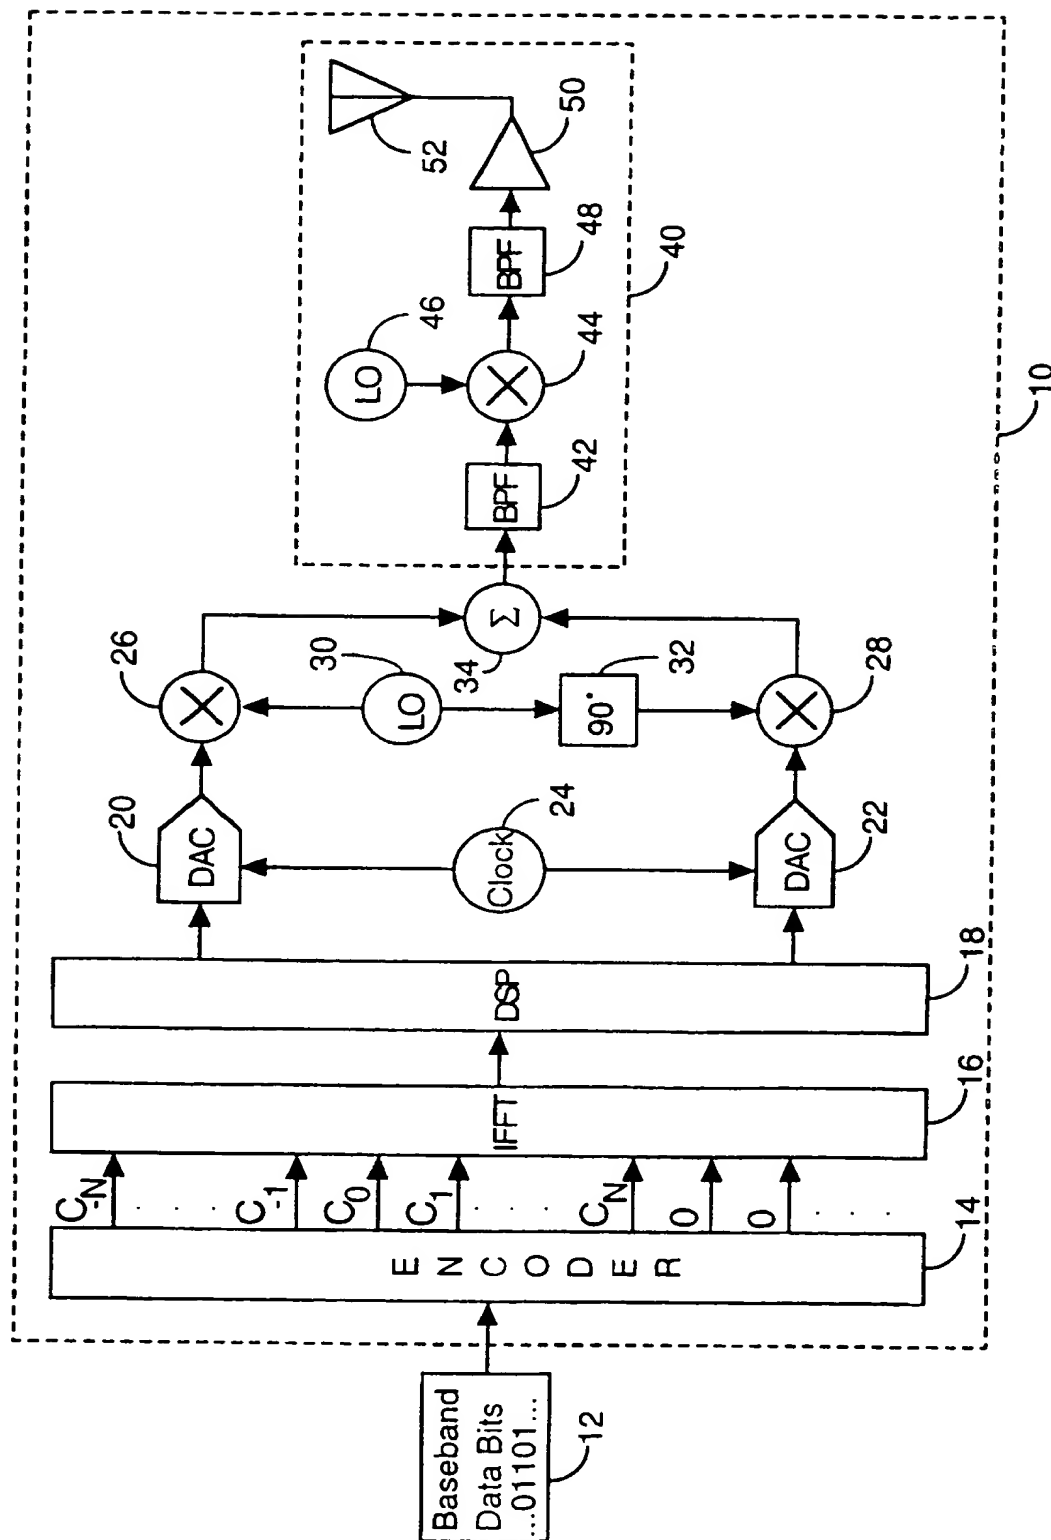 Baseband
Data Bits
...01101...
12
E N C O D E R
14
C-N
. . . .
C-1
C0
C1
. . . .
CN
0
0
. . . .
IFFT
16
DSP
18
DAC
20
Clock
24
DAC
22
26
LO
30
90°
32
28
Σ
34
BPF
42
44
LO
46
BPF
48
50
52
40
10